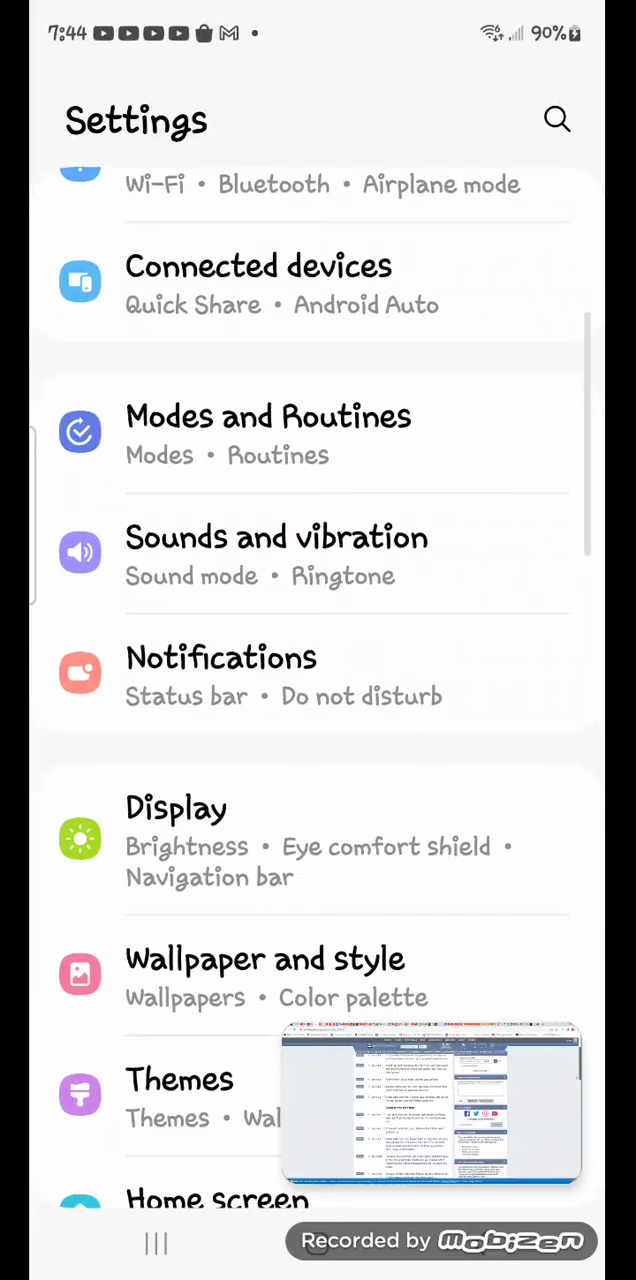 7:44
90%
Settings
Wi-Fi • Bluetooth • Airplane mode
Connected devices
Quick Share • Android Auto
Modes and Routines
Modes • Routines
Sounds and vibration
Sound mode • Ringtone
Notifications
Status bar • Do not disturb
Display
Brightness • Eye comfort shield •
Navigation bar
Wallpaper and style
Wallpapers • Color palette
Themes
Themes • Wal
Home screen
Recorded by mobizen